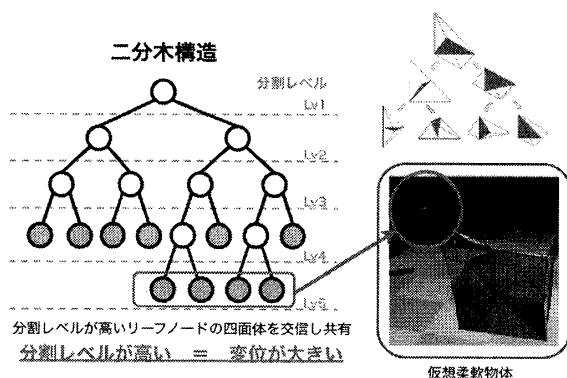 二分木構造
分割レベル
Lv1
Lv2
Lv3
Lv4
Lv5
分割レベルが高いリーフノードの四面体を交信し共有
分割レベルが高い ＝ 変位が大きい
仮想柔軟物体